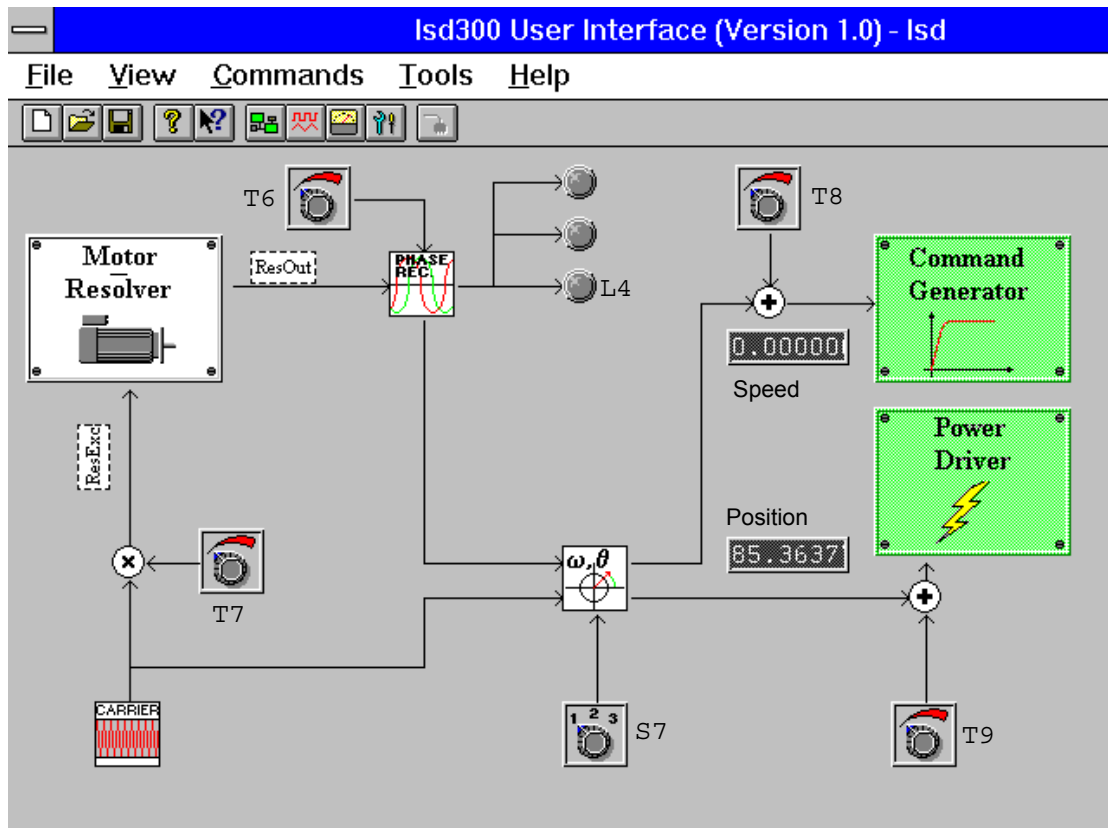 lsd300 User Interface (Version 1.0) - lsd
File View Commands Tools Help
T6
T8
Motor
Resolver
ResOut
PHASE
REC.
L4
Command
Generator
0.00000
Speed
ResExc
Power
Driver
Position
85.3637
T7
ω,θ
CARRIER
1 2 3
S7
T9